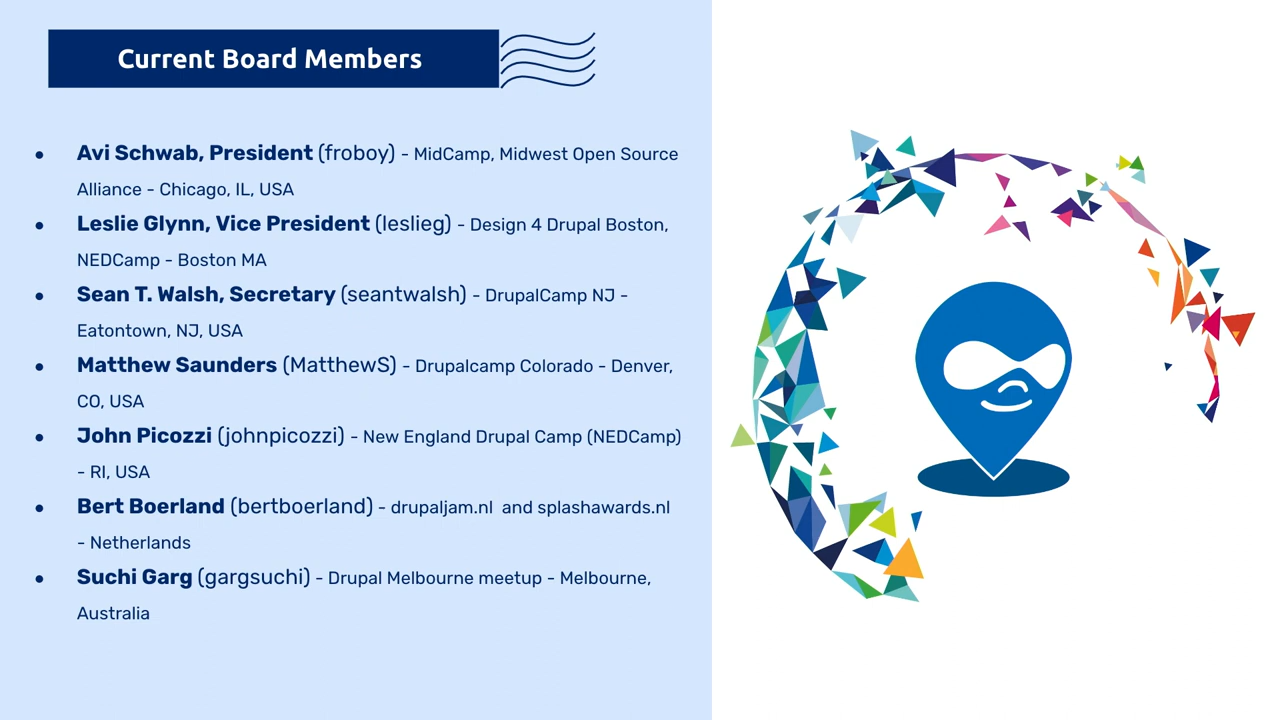 Current Board Members
● Avi Schwab, President (froboy) - MidCamp, Midwest Open Source
Alliance - Chicago, IL, USA
● Leslie Glynn, Vice President (leslieg) - Design 4 Drupal Boston,
NEDCamp - Boston MA
● Sean T. Walsh, Secretary (seantwalsh) - DrupalCamp NJ -
Eatontown, NJ, USA
● Matthew Saunders (MatthewS) - Drupalcamp Colorado - Denver,
CO, USA
● John Picozzi (johnpicozzi) - New England Drupal Camp (NEDCamp)
- RI, USA
● Bert Boerland (bertboerland) - drupaljam.nl  and splashawards.nl
- Netherlands
● Suchi Garg (gargsuchi) - Drupal Melbourne meetup - Melbourne,
Australia